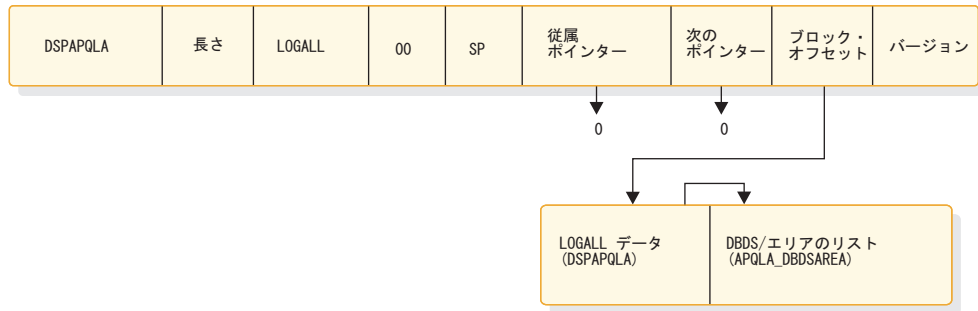 DSPAPQLA
長さ
LOGALL
00
SP
従属
ポインター
次の
ポインター
ブロック・
オフセット
バージョン
0
0
LOGALL データ
(DSPAPQLA)
DBDS/エリアのリスト
(APQLA_DBDSAREA)